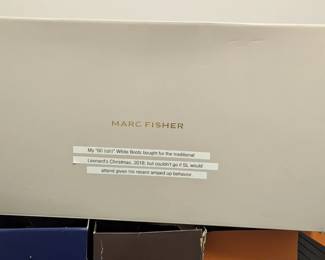 MARC FISHER
My "60 ish!" White Boots bought for the traditional
Leonard's Christmas, 2018; but couldn't go if SL would
attend given his recent amped up behavior.